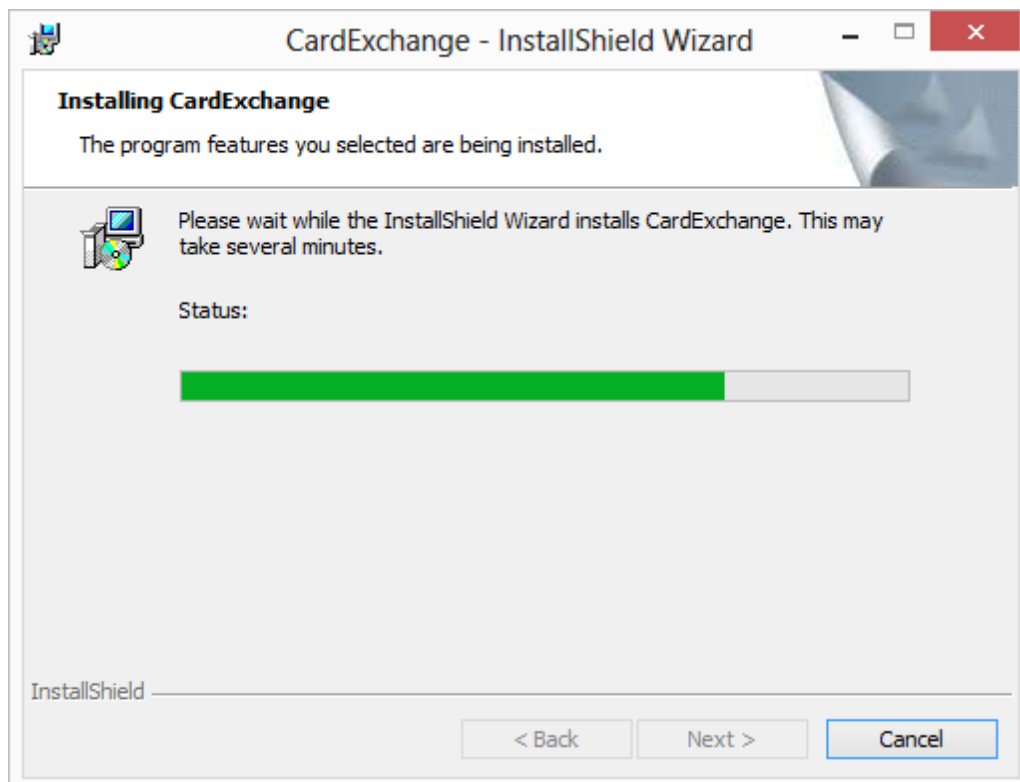 CardExchange - InstallShield Wizard
Installing CardExchange
The program features you selected are being installed.
Please wait while the InstallShield Wizard installs CardExchange. This may
take several minutes.
Status:
InstallShield
< Back
Next >
Cancel